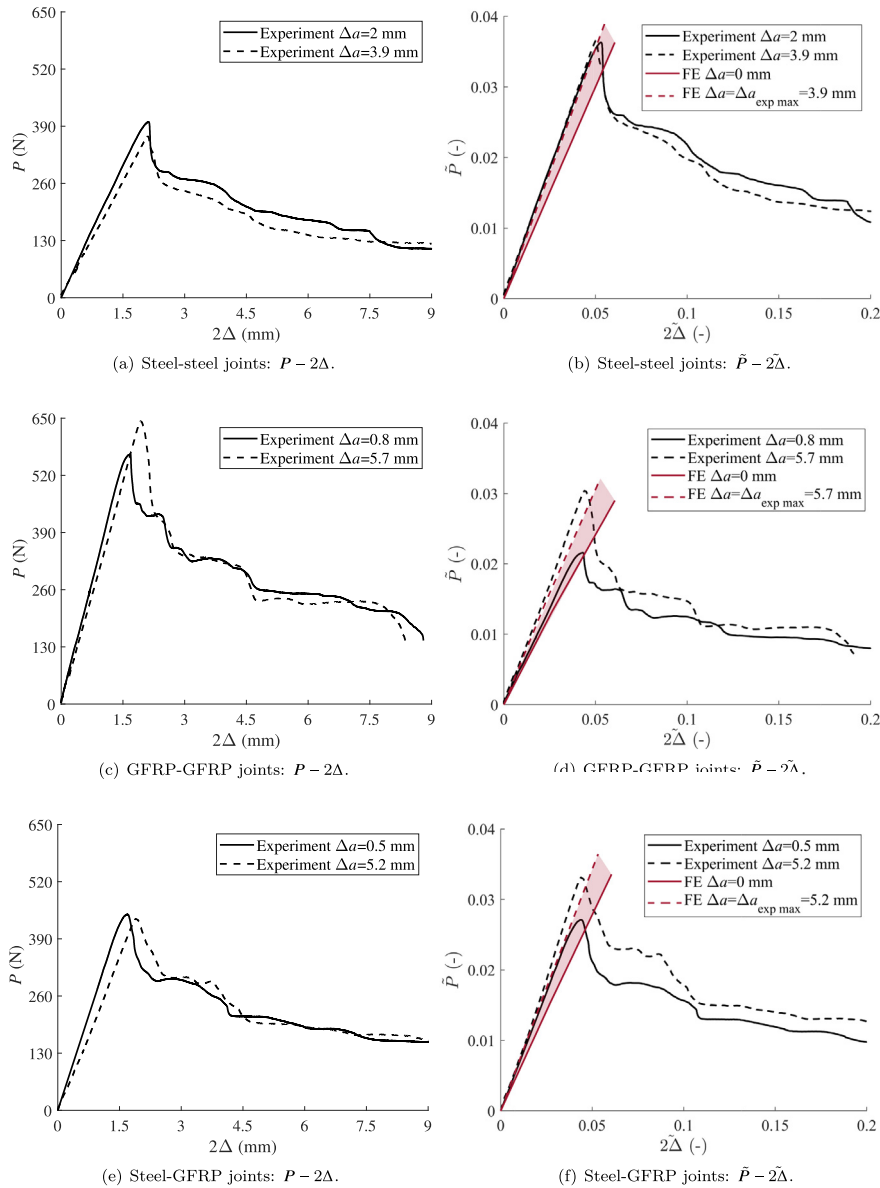 650
520
390
260
130
0
P (N)
Experiment Δa=2 mm
Experiment Δa=3.9 mm
0 1.5 3 4.5 6 7.5 9
2Δ (mm)
(a) Steel-steel joints: P − 2Δ.
0.04
0.03
0.02
0.01
0
P̃ (-)
Experiment Δa=2 mm
Experiment Δa=3.9 mm
FE Δa=0 mm
FE Δa=Δa exp max=3.9 mm
0 0.05 0.1 0.15 0.2
2Δ̃ (-)
(b) Steel-steel joints: P̃ − 2Δ̃.
650
520
390
260
130
0
P (N)
Experiment Δa=0.8 mm
Experiment Δa=5.7 mm
0 1.5 3 4.5 6 7.5 9
2Δ (mm)
(c) GFRP-GFRP joints: P − 2Δ.
0.04
0.03
0.02
0.01
0
P̃ (-)
Experiment Δa=0.8 mm
Experiment Δa=5.7 mm
FE Δa=0 mm
FE Δa=Δa exp max=5.7 mm
0 0.05 0.1 0.15 0.2
2Δ̃ (-)
(d) GFRP-GFRP joints: P̃ − 2Δ̃.
650
520
390
260
130
0
P (N)
Experiment Δa=0.5 mm
Experiment Δa=5.2 mm
0 1.5 3 4.5 6 7.5 9
2Δ (mm)
(e) Steel-GFRP joints: P − 2Δ.
0.04
0.03
0.02
0.01
0
P̃ (-)
Experiment Δa=0.5 mm
Experiment Δa=5.2 mm
FE Δa=0 mm
FE Δa=Δa exp max=5.2 mm
0 0.05 0.1 0.15 0.2
2Δ̃ (-)
(f) Steel-GFRP joints: P̃ − 2Δ̃.